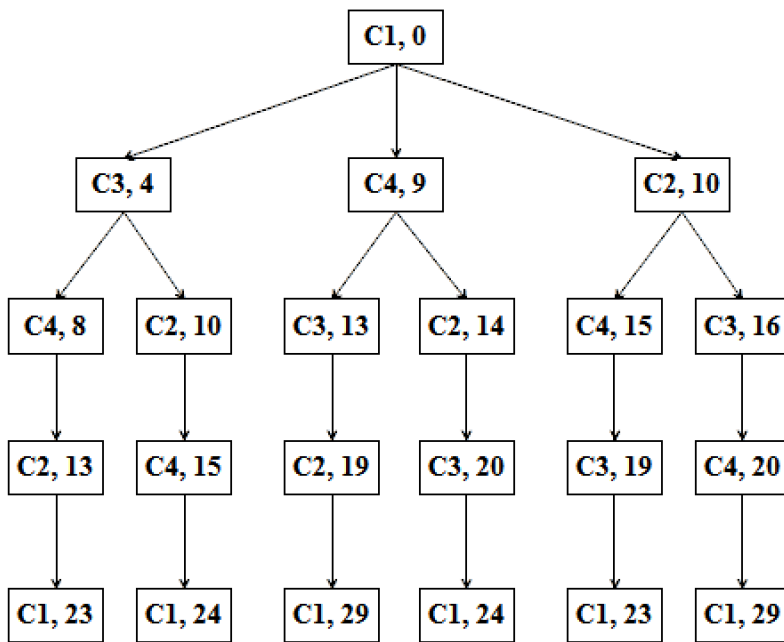 C1, 0
C3, 4
C4, 9
C2, 10
C4, 8
C2, 10
C3, 13
C2, 14
C4, 15
C3, 16
C2, 13
C4, 15
C2, 19
C3, 20
C3, 19
C4, 20
C1, 23
C1, 24
C1, 29
C1, 24
C1, 23
C1, 29